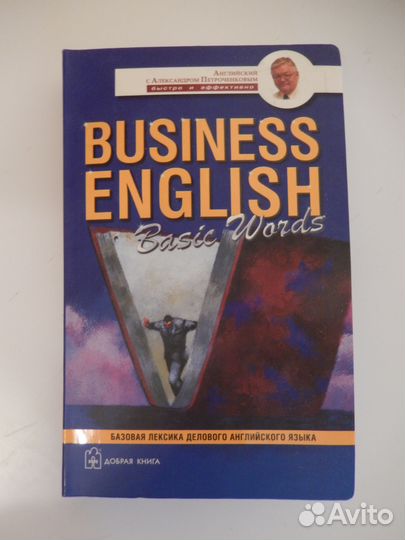 Английский
с Александром Петроченковым
быстро и эффективно
BUSINESS
ENGLISH
Basic Words
БАЗОВАЯ ЛЕКСИКА ДЕЛОВОГО АНГЛИЙСКОГО ЯЗЫКА
ДОБРАЯ КНИГА
Avito